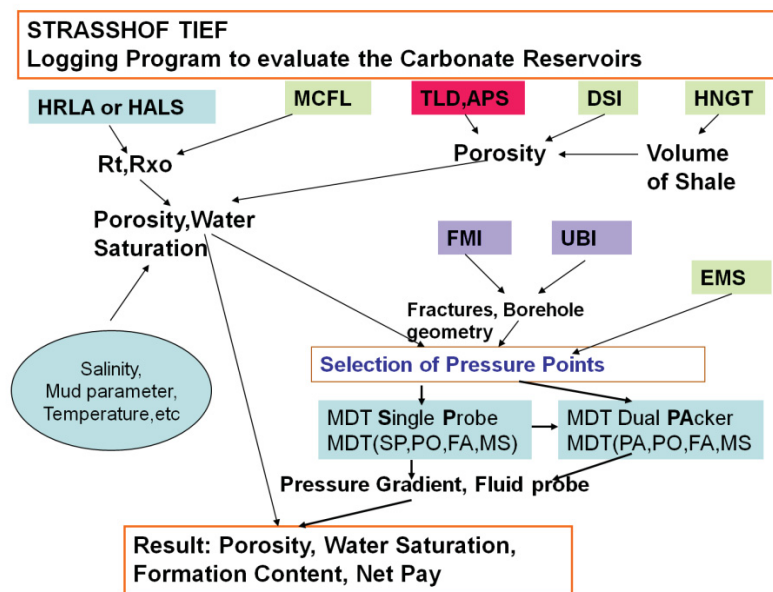 STRASSHOF TIEF
Logging Program to evaluate the Carbonate Reservoirs
HRLA or HALS
MCFL
TLD,APS
DSI
HNGT
Rt,Rxo
Porosity
Volume
of Shale
Porosity,Water
Saturation
FMI
UBI
EMS
Fractures, Borehole
geometry
Salinity,
Mud parameter,
Temperature,etc
Selection of Pressure Points
MDT Single Probe
MDT(SP,PO,FA,MS)
MDT Dual PAcker
MDT(PA,PO,FA,MS
Pressure Gradient, Fluid probe
Result: Porosity, Water Saturation,
Formation Content, Net Pay